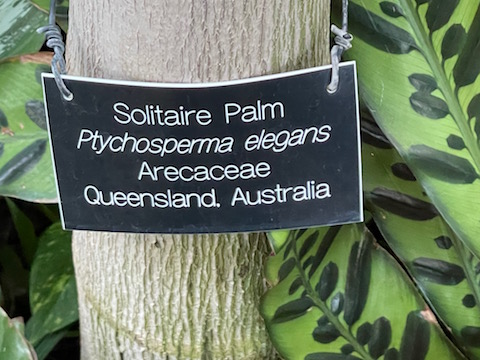 Solitaire Palm
Ptychosperma elegans
Arecaceae
Queensland, Australia